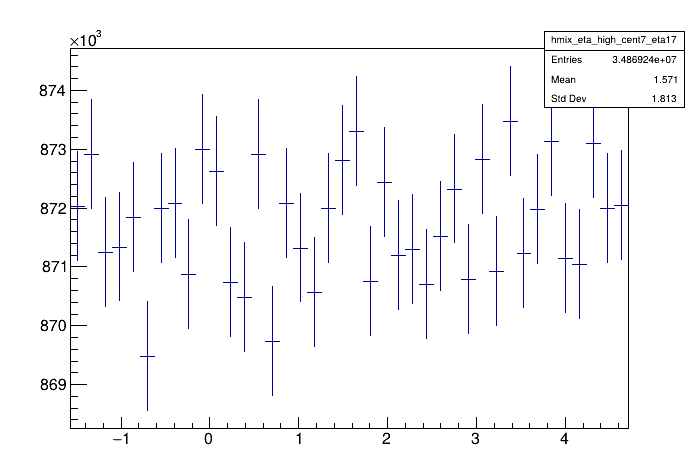 ×10³
hmix_eta_high_cent7_eta17
Entries 3.486924e+07
Mean 1.571
Std Dev 1.813
874
873
872
871
870
869
−1 0 1 2 3 4